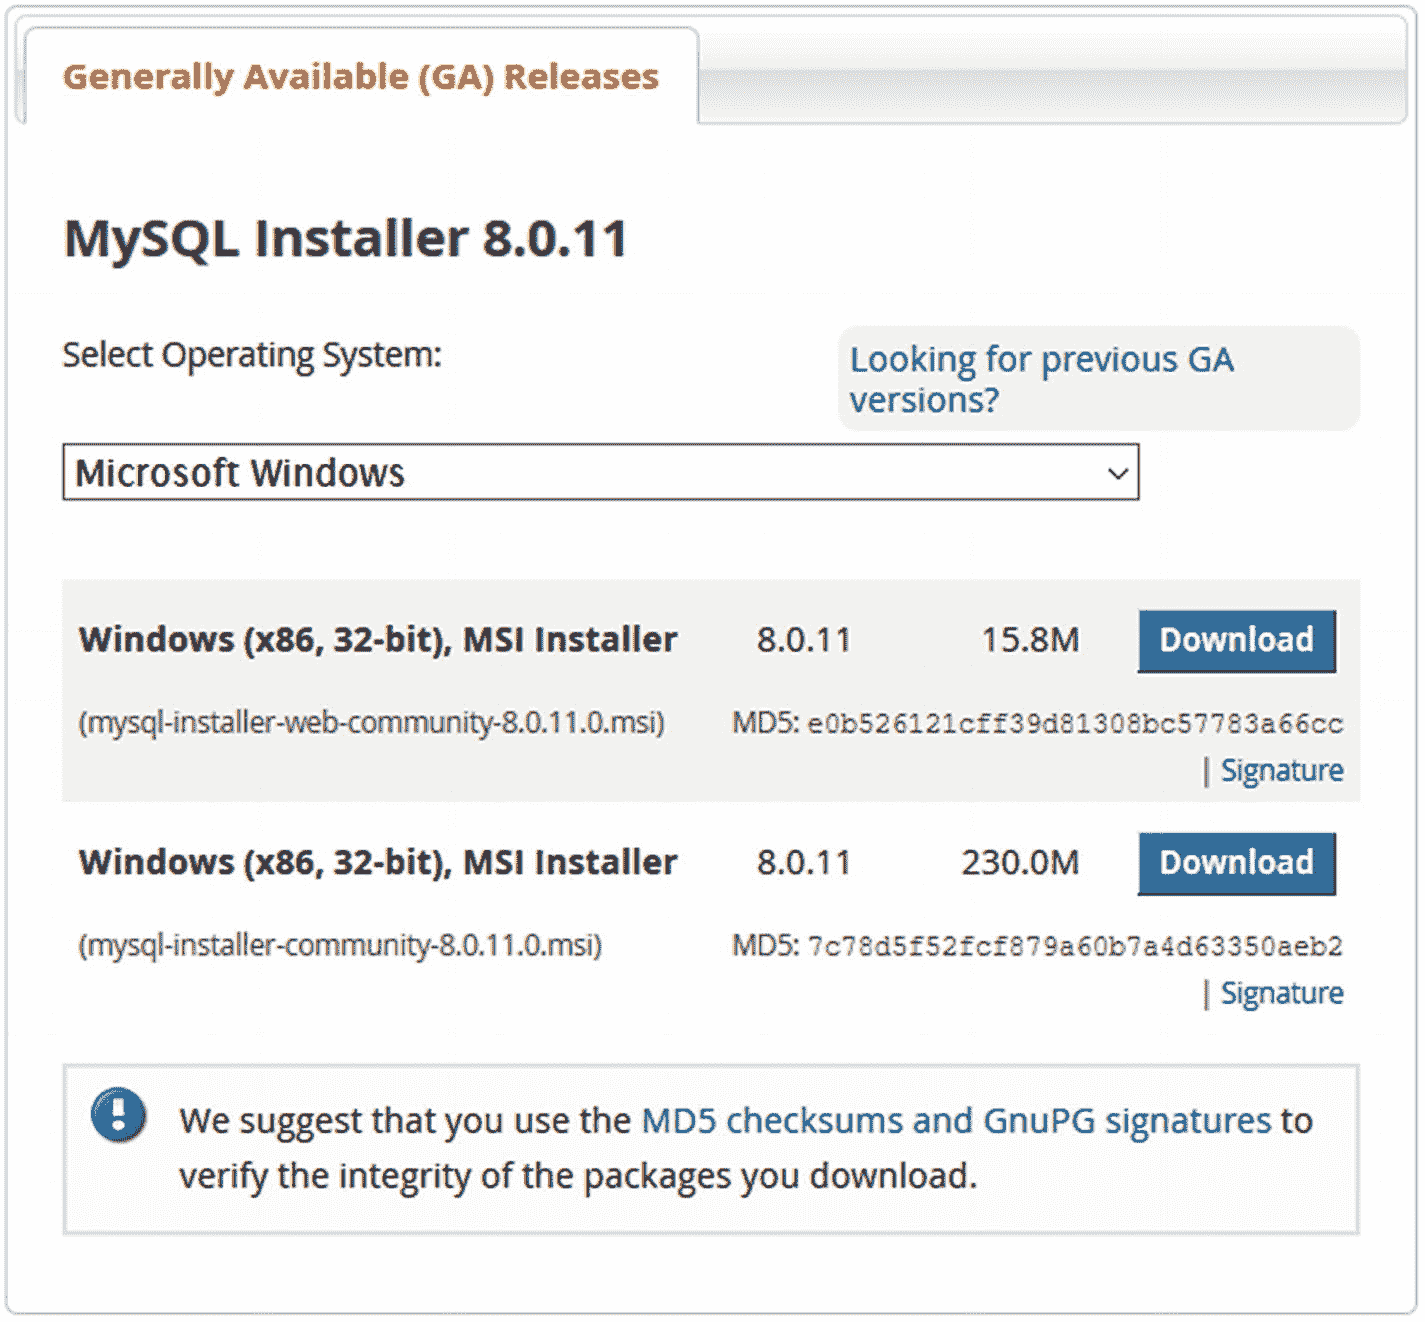 Generally Available (GA) Releases
MySQL Installer 8.0.11
Select Operating System:
Looking for previous GA
versions?
Microsoft Windows
Windows (x86, 32-bit), MSI Installer 8.0.11 15.8M Download
(mysql-installer-web-community-8.0.11.0.msi) MD5: e0b526121cff39d81308bc57783a66cc
| Signature
Windows (x86, 32-bit), MSI Installer 8.0.11 230.0M Download
(mysql-installer-community-8.0.11.0.msi) MD5: 7c78d5f52fcf879a60b7a4d63350aeb2
| Signature
We suggest that you use the MD5 checksums and GnuPG signatures to
verify the integrity of the packages you download.